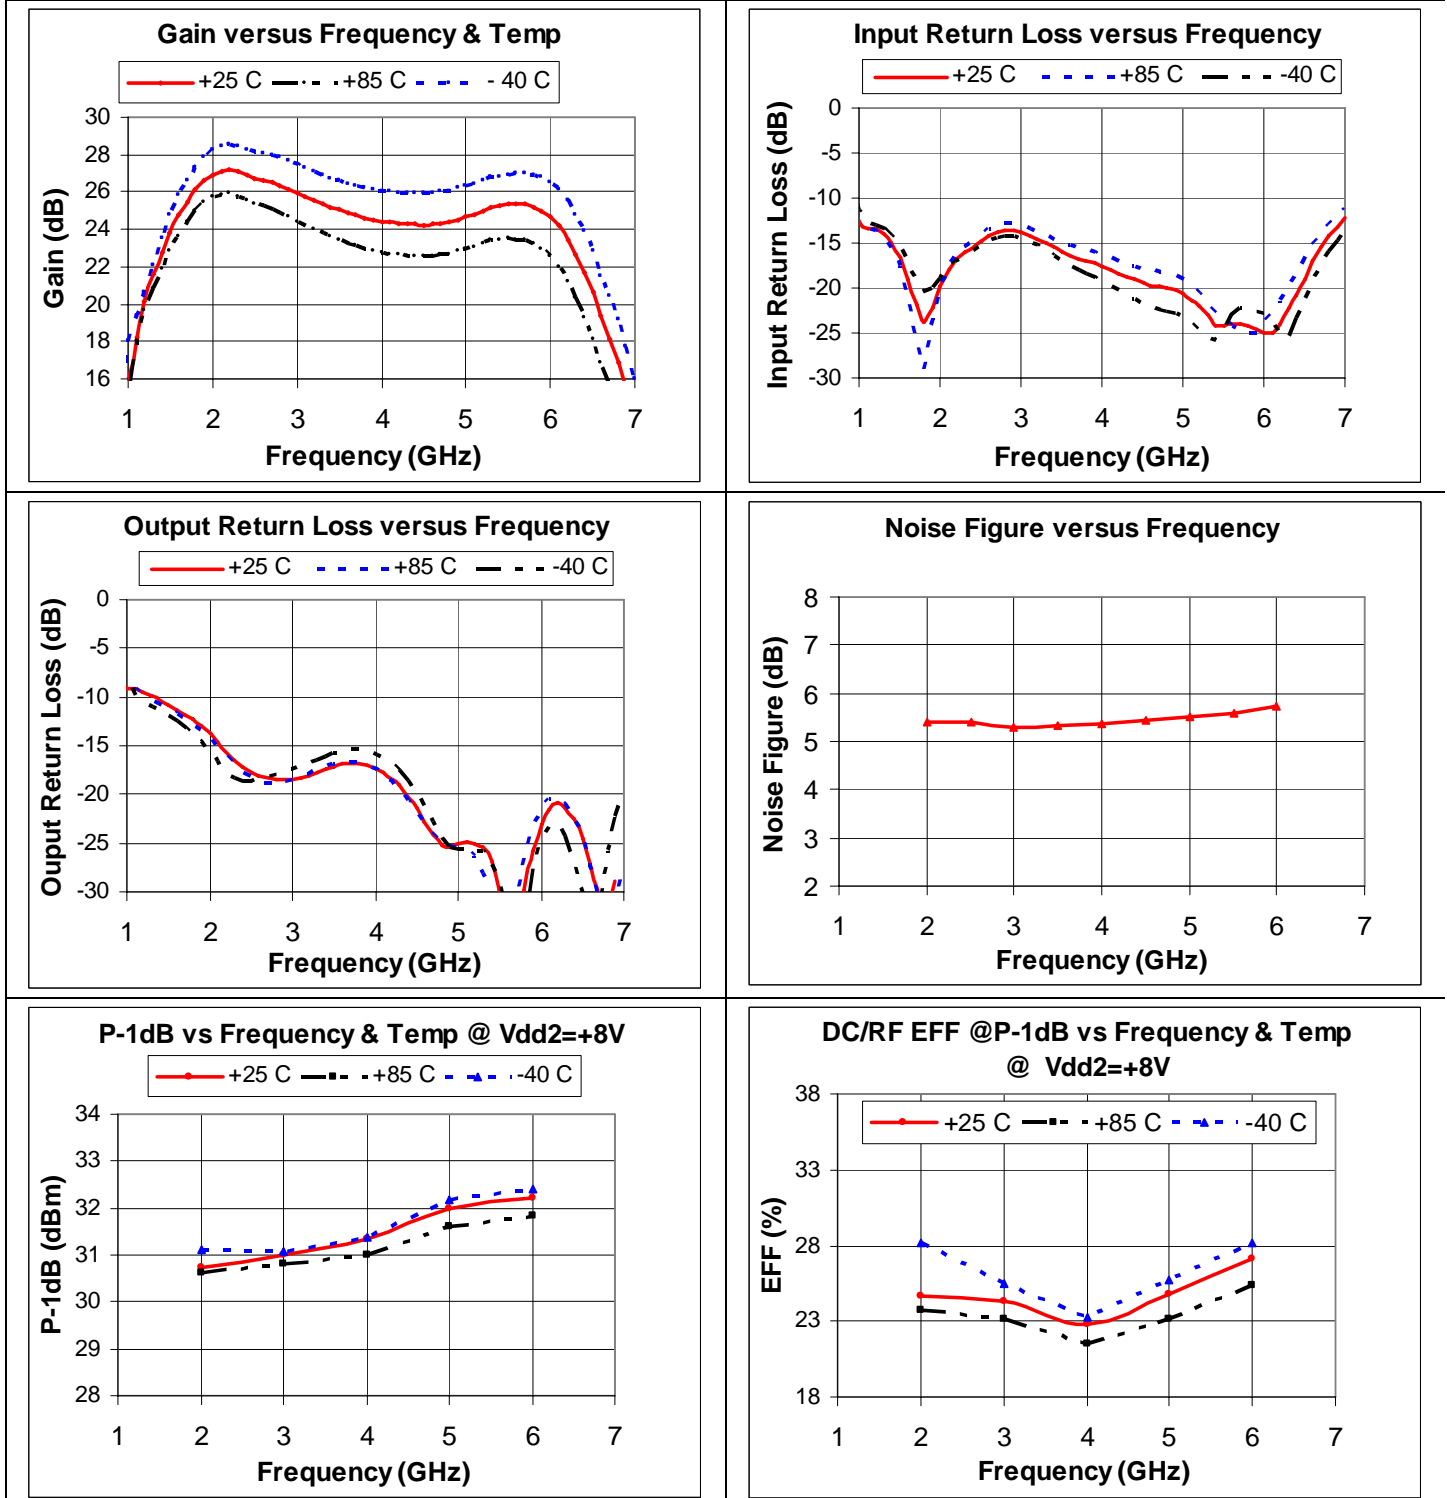 Gain versus Frequency & Temp
+25 C +85 C - 40 C
30
28
26
24
22
20
18
16
Gain (dB)
1 2 3 4 5 6 7
Frequency (GHz)
Input Return Loss versus Frequency
+25 C +85 C -40 C
0
-5
-10
-15
-20
-25
-30
Input Return Loss (dB)
1 2 3 4 5 6 7
Frequency (GHz)
Output Return Loss versus Frequency
+25 C +85 C -40 C
0
-5
-10
-15
-20
-25
-30
Ouput Return Loss (dB)
1 2 3 4 5 6 7
Frequency (GHz)
Noise Figure versus Frequency
8
7
6
5
4
3
2
Noise Figure (dB)
1 2 3 4 5 6 7
Frequency (GHz)
P-1dB vs Frequency & Temp @ Vdd2=+8V
+25 C +85 C -40 C
34
33
32
31
30
29
28
P-1dB (dBm)
1 2 3 4 5 6 7
Frequency (GHz)
DC/RF EFF @P-1dB vs Frequency & Temp
@ Vdd2=+8V
+25 C +85 C -40 C
38
33
28
23
18
EFF (%)
1 2 3 4 5 6 7
Frequency (GHz)